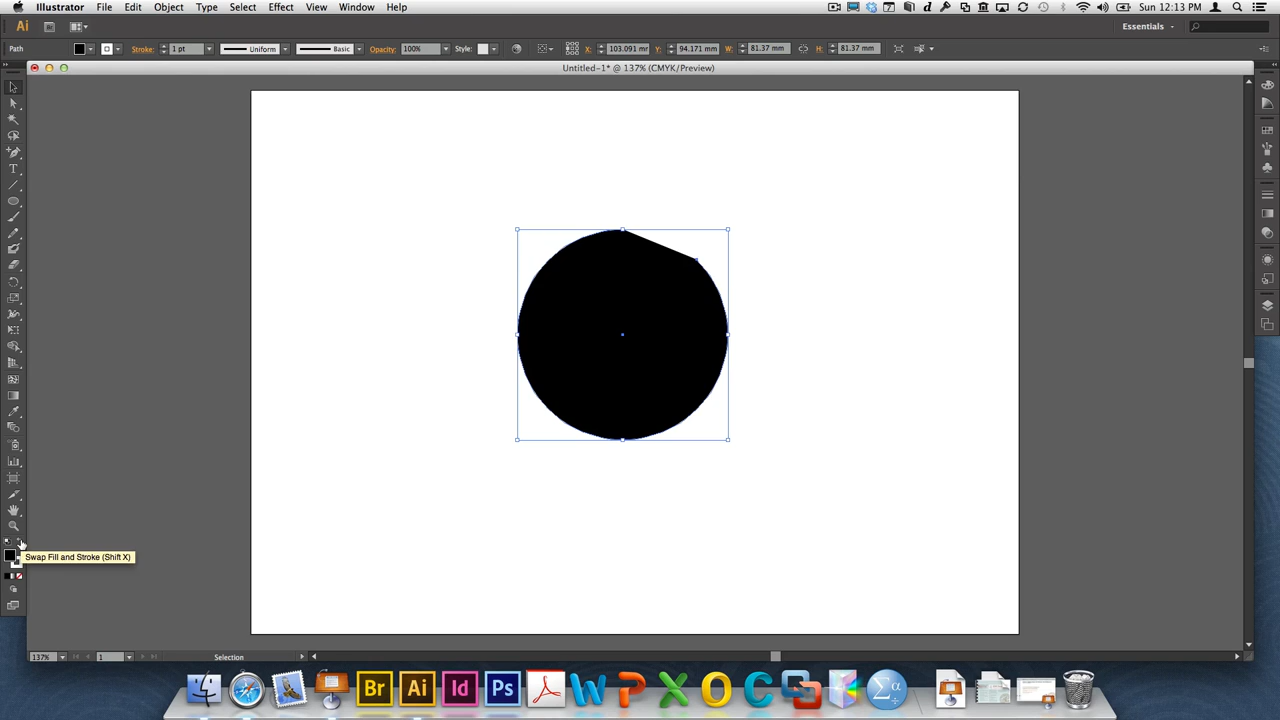 Illustrator File Edit Object Type Select Effect View Window Help Sun 12:13 PM
Ai Essentials
Path Stroke: 1 pt Uniform Basic Opacity: 100% Style: X: 103.091 mm Y: 94.171 mm W: 81.37 mm H: 81.37 mm
Untitled-1* @ 137% (CMYK/Preview)
T
Swap Fill and Stroke (Shift X)
137% 1 Selection
Br Ai Id Ps W P X O C Σα